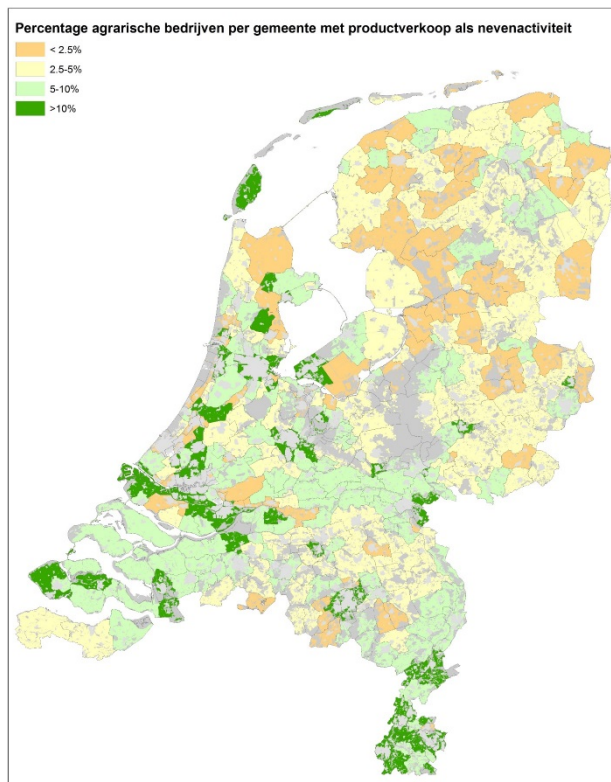 Percentage agrarische bedrijven per gemeente met productverkoop als nevenactiviteit
< 2.5%
2.5-5%
5-10%
>10%